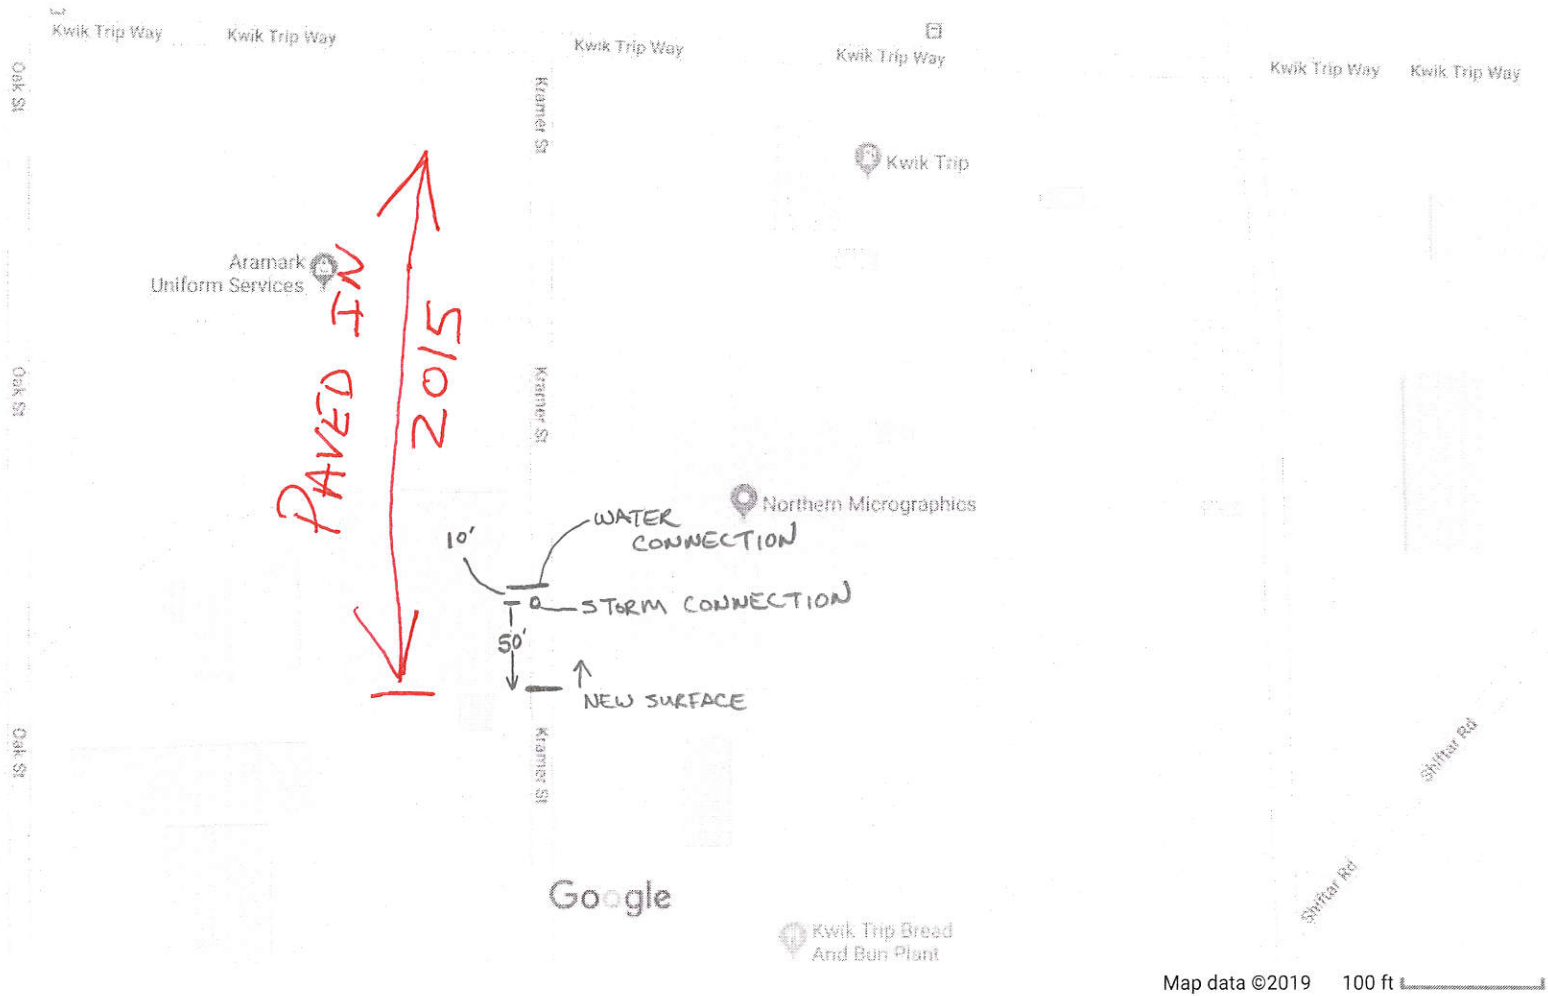 Kwik Trip Way
Kwik Trip Way
Kwik Trip Way
Kwik Trip Way
Kwik Trip Way
Kwik Trip Way
Oak St
Kramer St
Kwik Trip
Aramark
Uniform Services
PAVED IN
2015
Oak St
Kramer St
Northern Micrographics
WATER
CONNECTION
10'
STORM CONNECTION
50'
NEW SURFACE
Oak St
Kramer St
Shiftar Rd
Shiftar Rd
Google
Kwik Trip Bread
And Bun Plant
Map data ©2019 100 ft